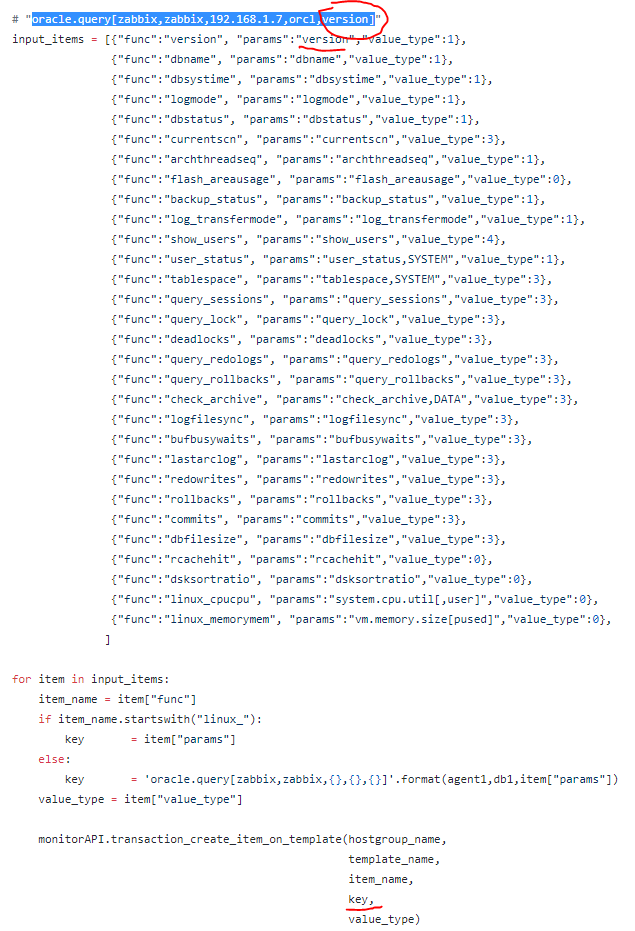 # "oracle.query[zabbix,zabbix,192.168.1.7,orcl,version]"
input_items = [{"func":"version", "params":"version","value_type":1},
{"func":"dbname", "params":"dbname","value_type":1},
{"func":"dbsystime", "params":"dbsystime","value_type":1},
{"func":"logmode", "params":"logmode","value_type":1},
{"func":"dbstatus", "params":"dbstatus","value_type":1},
{"func":"currentscn", "params":"currentscn","value_type":3},
{"func":"archthreadseq", "params":"archthreadseq","value_type":1},
{"func":"flash_areausage", "params":"flash_areausage","value_type":0},
{"func":"backup_status", "params":"backup_status","value_type":1},
{"func":"log_transfermode", "params":"log_transfermode","value_type":1},
{"func":"show_users", "params":"show_users","value_type":4},
{"func":"user_status", "params":"user_status,SYSTEM","value_type":1},
{"func":"tablespace", "params":"tablespace,SYSTEM","value_type":3},
{"func":"query_sessions", "params":"query_sessions","value_type":3},
{"func":"query_lock", "params":"query_lock","value_type":3},
{"func":"deadlocks", "params":"deadlocks","value_type":3},
{"func":"query_redologs", "params":"query_redologs","value_type":3},
{"func":"query_rollbacks", "params":"query_rollbacks","value_type":3},
{"func":"check_archive", "params":"check_archive,DATA","value_type":3},
{"func":"logfilesync", "params":"logfilesync","value_type":3},
{"func":"bufbusywaits", "params":"bufbusywaits","value_type":3},
{"func":"lastarclog", "params":"lastarclog","value_type":3},
{"func":"redowrites", "params":"redowrites","value_type":3},
{"func":"rollbacks", "params":"rollbacks","value_type":3},
{"func":"commits", "params":"commits","value_type":3},
{"func":"dbfilesize", "params":"dbfilesize","value_type":3},
{"func":"rcachehit", "params":"rcachehit","value_type":0},
{"func":"dsksortratio", "params":"dsksortratio","value_type":0},
{"func":"linux_cpucpu", "params":"system.cpu.util[,user]","value_type":0},
{"func":"linux_memorymem", "params":"vm.memory.size[pused]","value_type":0},
]
for item in input_items:
item_name = item["func"]
if item_name.startswith("linux_"):
key = item["params"]
else:
key = 'oracle.query[zabbix,zabbix,{},{},{}]'.format(agent1,db1,item["params"])
value_type = item["value_type"]
monitorAPI.transaction_create_item_on_template(hostgroup_name,
template_name,
item_name,
key,
value_type)